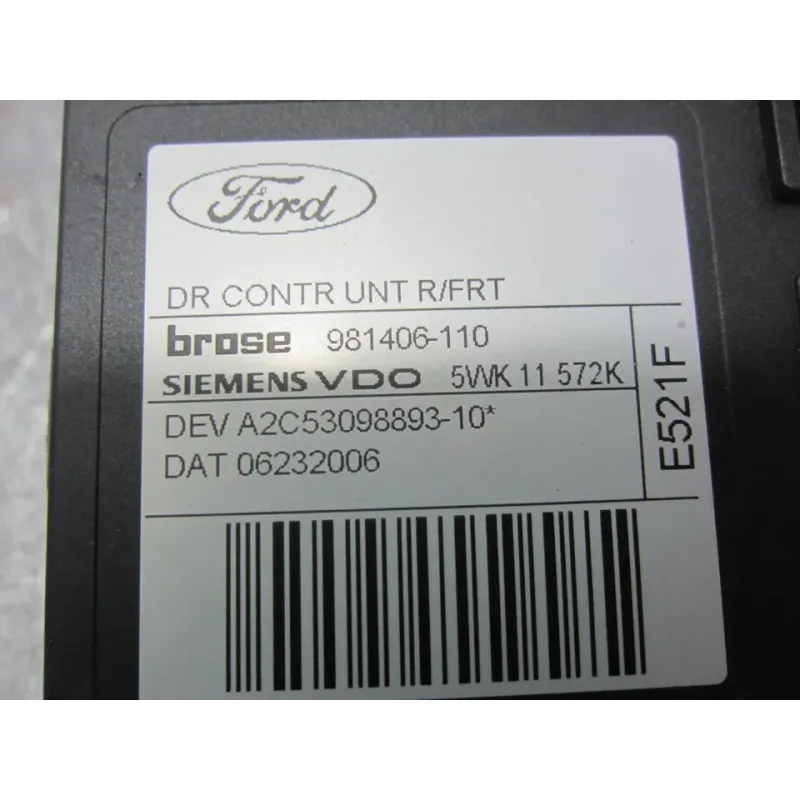 Ford
DR CONTR UNT R/FRT
brose 981406-110
SIEMENS VDO 5WK 11 572K
DEV A2C53098893-10*
DAT 06232006
E521F